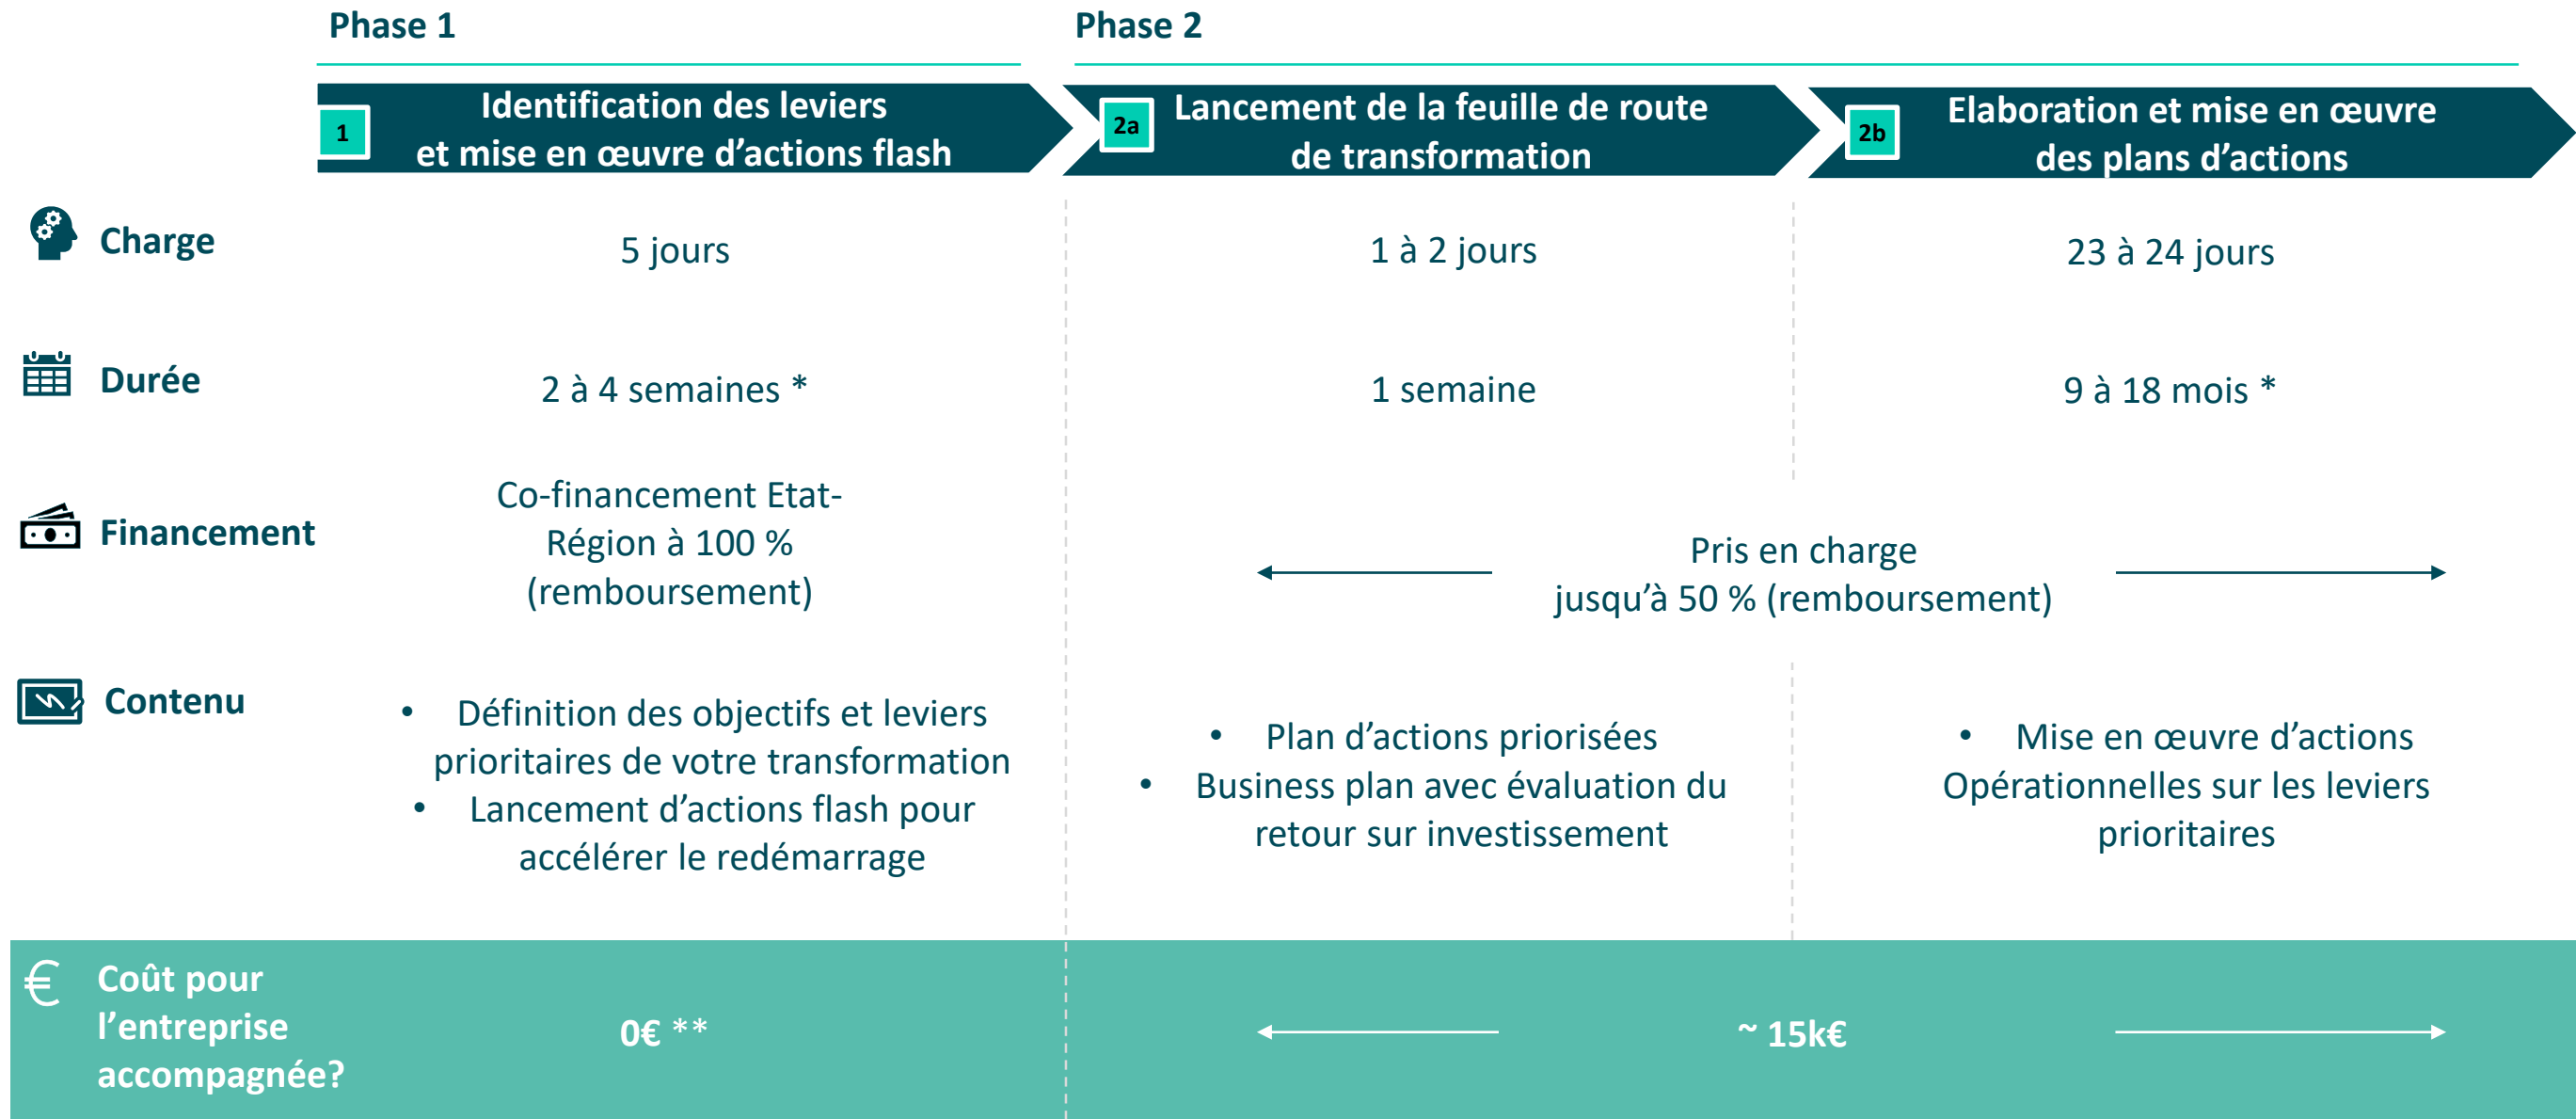 Phase 1
Phase 2
1
Identification des leviers
et mise en œuvre d’actions flash
2a
Lancement de la feuille de route
de transformation
2b
Elaboration et mise en œuvre
des plans d’actions
Charge
5 jours
1 à 2 jours
23 à 24 jours
Durée
2 à 4 semaines *
1 semaine
9 à 18 mois *
Financement
Co-financement Etat-
Région à 100 %
(remboursement)
Pris en charge
jusqu’à 50 % (remboursement)
Contenu
• Définition des objectifs et leviers
prioritaires de votre transformation
• Lancement d’actions flash pour
accélérer le redémarrage
• Plan d’actions priorisées
• Business plan avec évaluation du
retour sur investissement
• Mise en œuvre d’actions
Opérationnelles sur les leviers
prioritaires
€
Coût pour
l’entreprise
accompagnée?
0€ **
~ 15k€